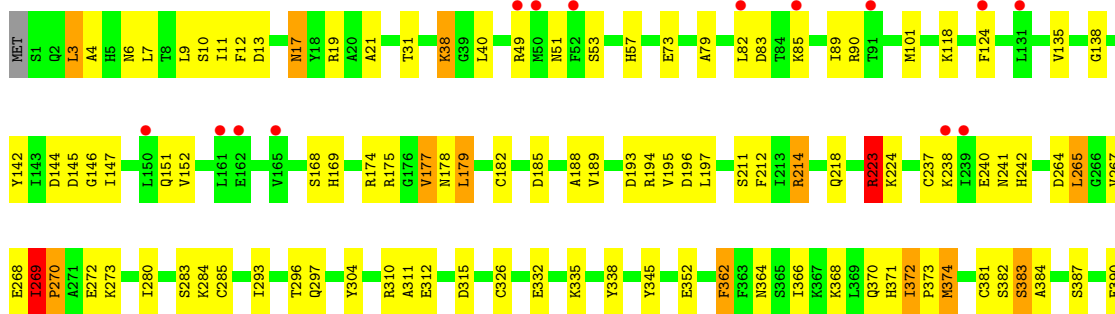 MET S1 Q2 L3 A4 H5 N6 L7 T8 L9 S10 I11 F12 D13 N17 Y18 R19 A20 A21 T31 K38 G39 L40 R49 M50 N51 F52 S53 H57 E73 A79 L82 D83 T84 K85 I89 R90 T91 M101 K118 F124 L131 V135 G138
Y142 I143 D144 D145 G146 I147 L150 Q151 V152 L161 E162 V165 S168 H169 R174 R175 G176 V177 N178 L179 C182 D185 A188 V189 D193 R194 V195 D196 L197 S211 F212 I213 R214 Q218 R223 K224 C237 K238 I239 E240 N241 H242 D264 L265 G266
E268 I269 P270 A271 E272 K273 I280 S283 K284 C285 I293 T296 Q297 Y304 R310 A311 E312 D315 C326 E332 K335 Y338 Y345 E352 F362 F363 N364 S365 I366 K367 K368 L369 Q370 H371 I372 P373 M374 C381 S382 S383 A384 S387